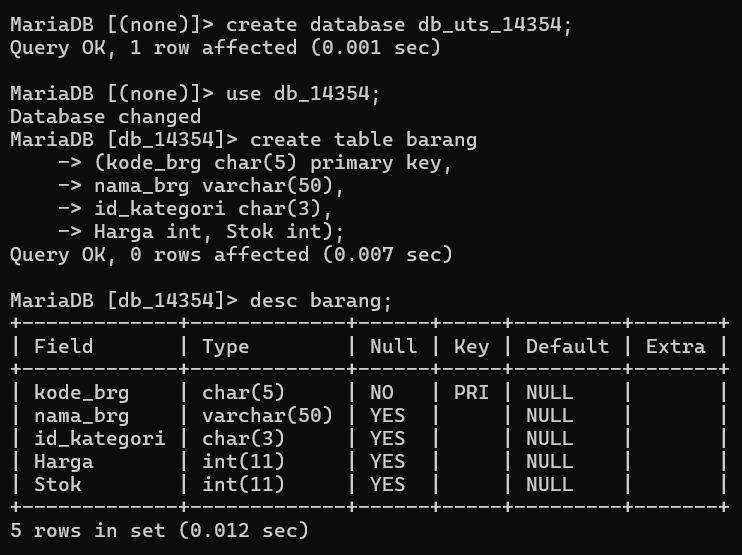 MariaDB [(none)]> create database db_uts_14354;
Query OK, 1 row affected (0.001 sec)

MariaDB [(none)]> use db_14354;
Database changed
MariaDB [db_14354]> create table barang
    -> (kode_brg char(5) primary key,
    -> nama_brg varchar(50),
    -> id_kategori char(3),
    -> Harga int, Stok int);
Query OK, 0 rows affected (0.007 sec)

MariaDB [db_14354]> desc barang;
+-------------+-------------+------+-----+---------+-------+
| Field       | Type        | Null | Key | Default | Extra |
+-------------+-------------+------+-----+---------+-------+
| kode_brg    | char(5)     | NO   | PRI | NULL    |       |
| nama_brg    | varchar(50) | YES  |     | NULL    |       |
| id_kategori | char(3)     | YES  |     | NULL    |       |
| Harga       | int(11)     | YES  |     | NULL    |       |
| Stok        | int(11)     | YES  |     | NULL    |       |
+-------------+-------------+------+-----+---------+-------+
5 rows in set (0.012 sec)